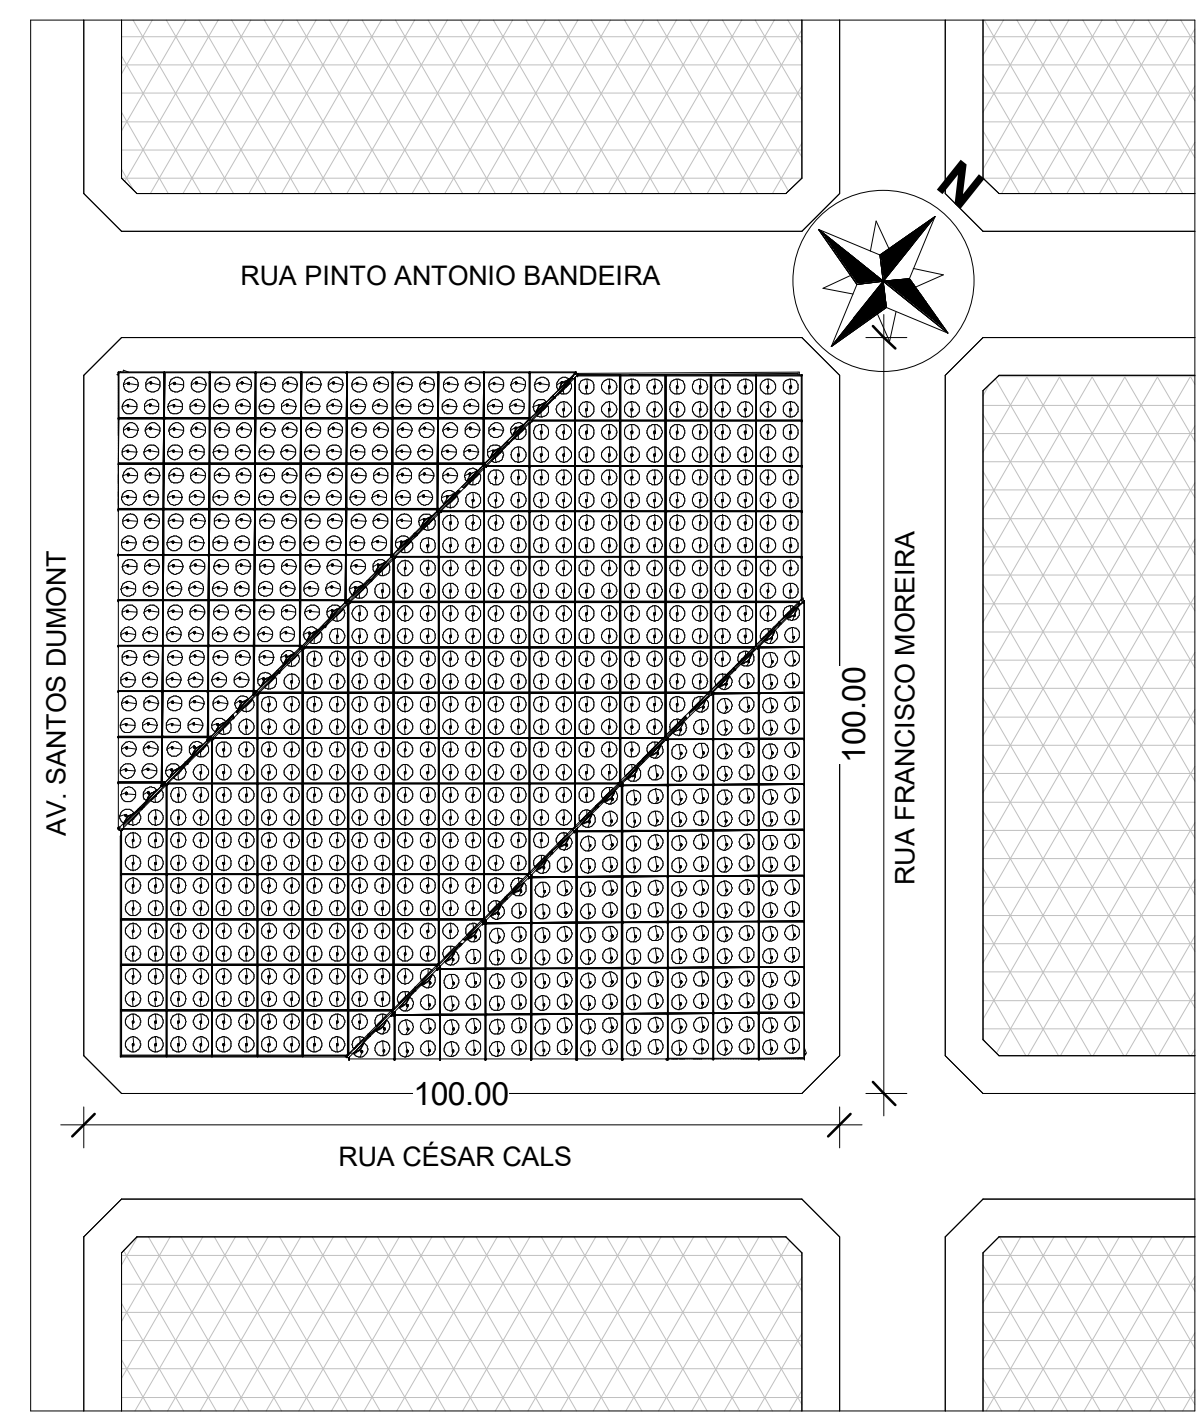 N
RUA PINTO ANTONIO BANDEIRA
AV. SANTOS DUMONT
RUA FRANCISCO MOREIRA
100.00
100.00
RUA CÉSAR CALS